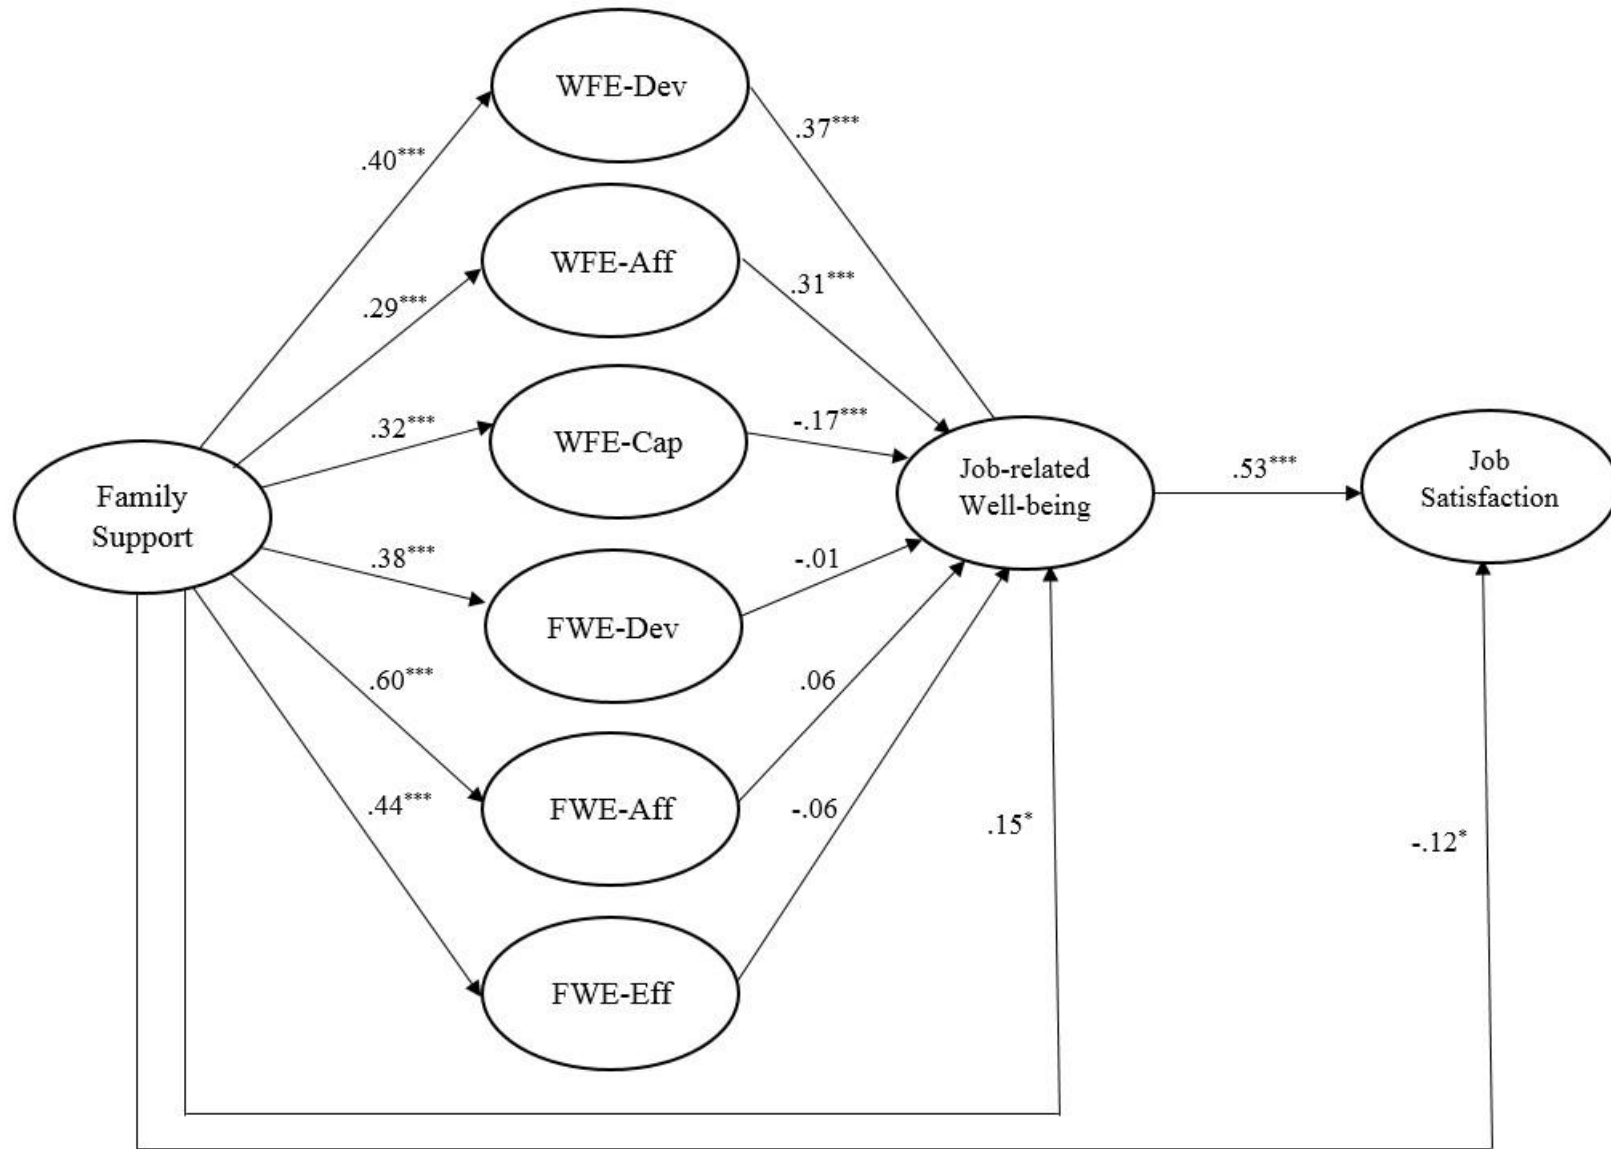 WFE-Dev
.37***
.40***
WFE-Aff
.31***
.29***
WFE-Cap
-.17***
.32***
Family
Support
Job-related
Well-being
.53***
Job
Satisfaction
.38***
FWE-Dev
-.01
.60***
FWE-Aff
.06
.44***
-.06
.15*
-.12*
FWE-Eff